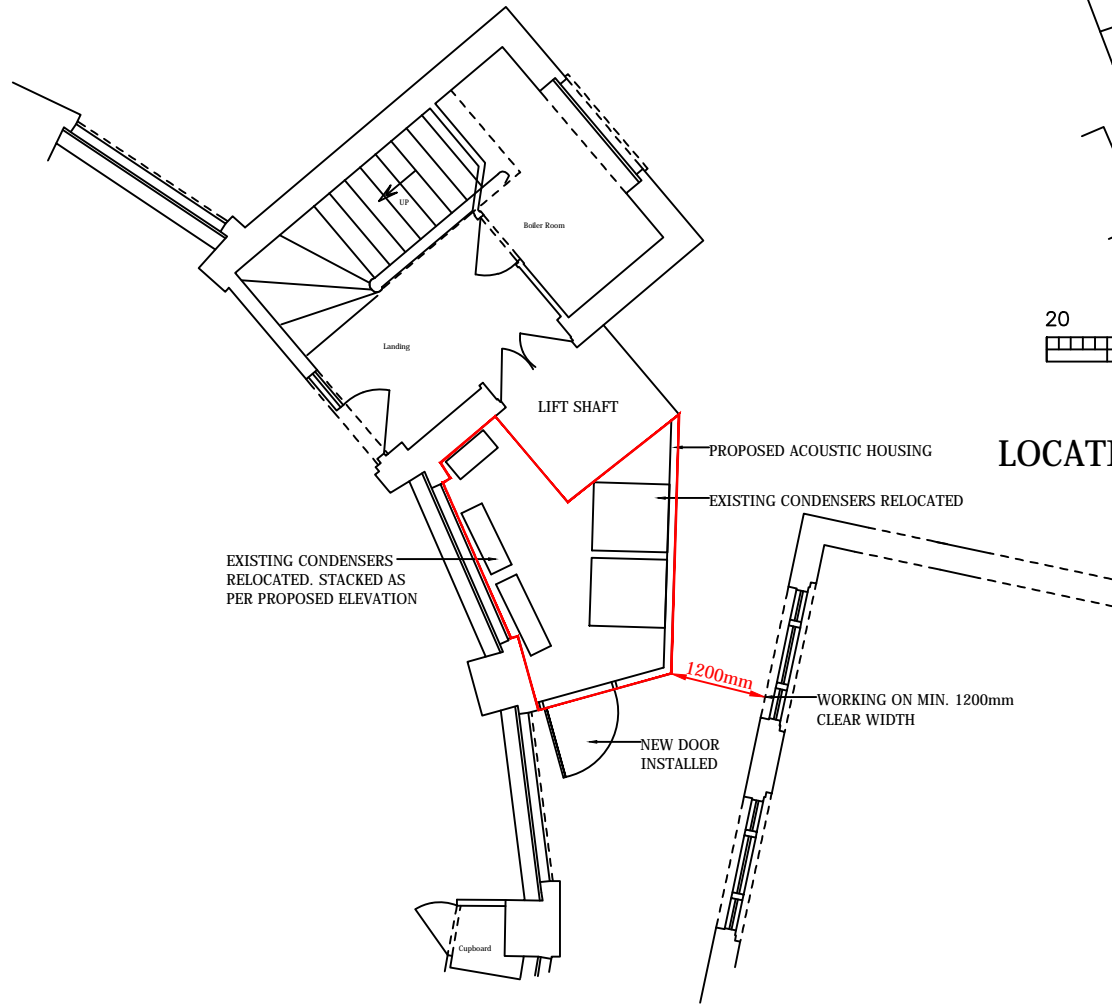 UP
Boiler Room
Landing
20
LIFT SHAFT
PROPOSED ACOUSTIC HOUSING
LOCATI
EXISTING CONDENSERS RELOCATED
EXISTING CONDENSERS
RELOCATED. STACKED AS
PER PROPOSED ELEVATION
1200mm
WORKING ON MIN. 1200mm
CLEAR WIDTH
NEW DOOR
INSTALLED
Cupboard